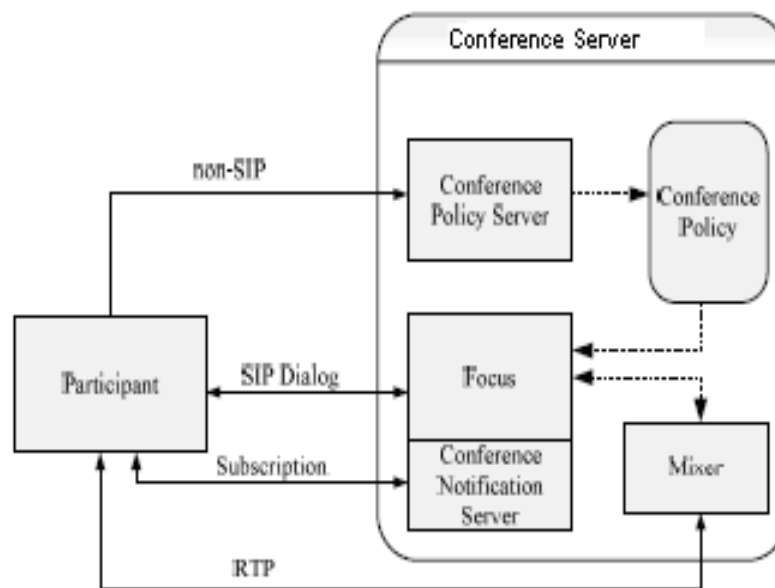 Conference Server
non-SIP
Conference
Policy Server
Conference
Policy
Participant
SIP Dialog
Focus
Subscription
Conference
Notification
Server
Mixer
RTP